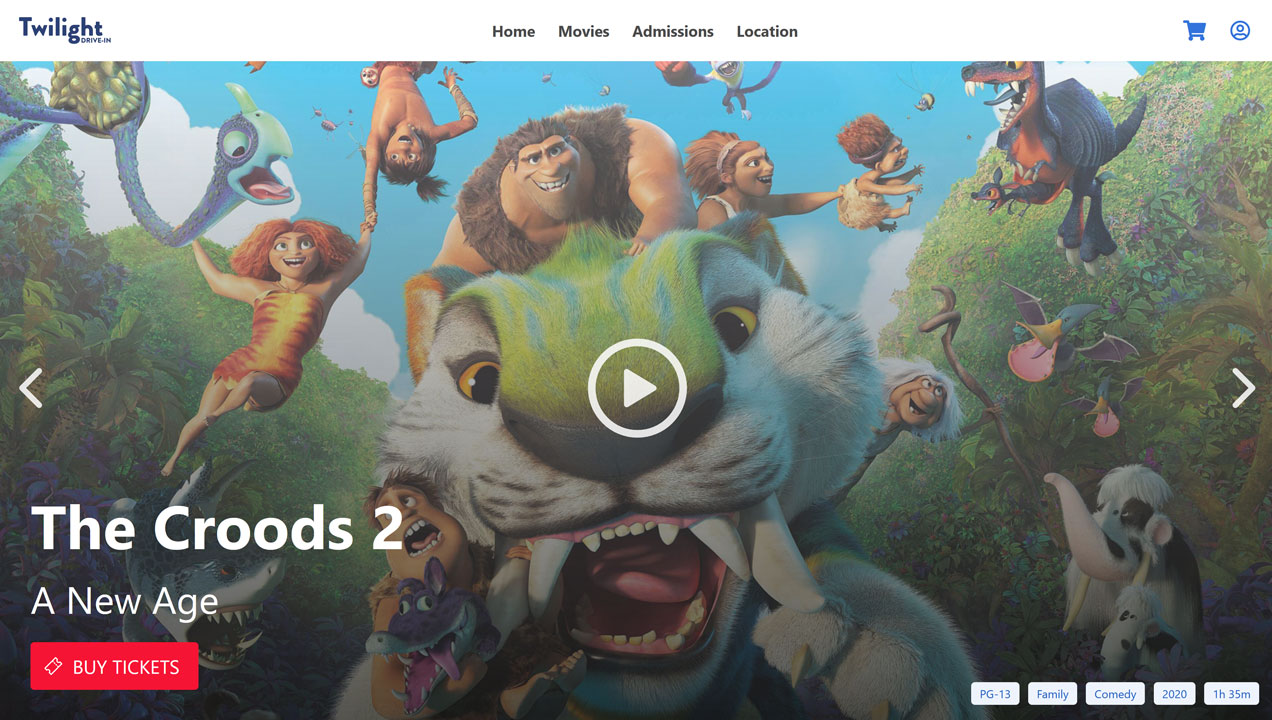 Twilight
DRIVE-IN
Home Movies Admissions Location
The Croods 2
A New Age
BUY TICKETS
PG-13 Family Comedy 2020 1h 35m